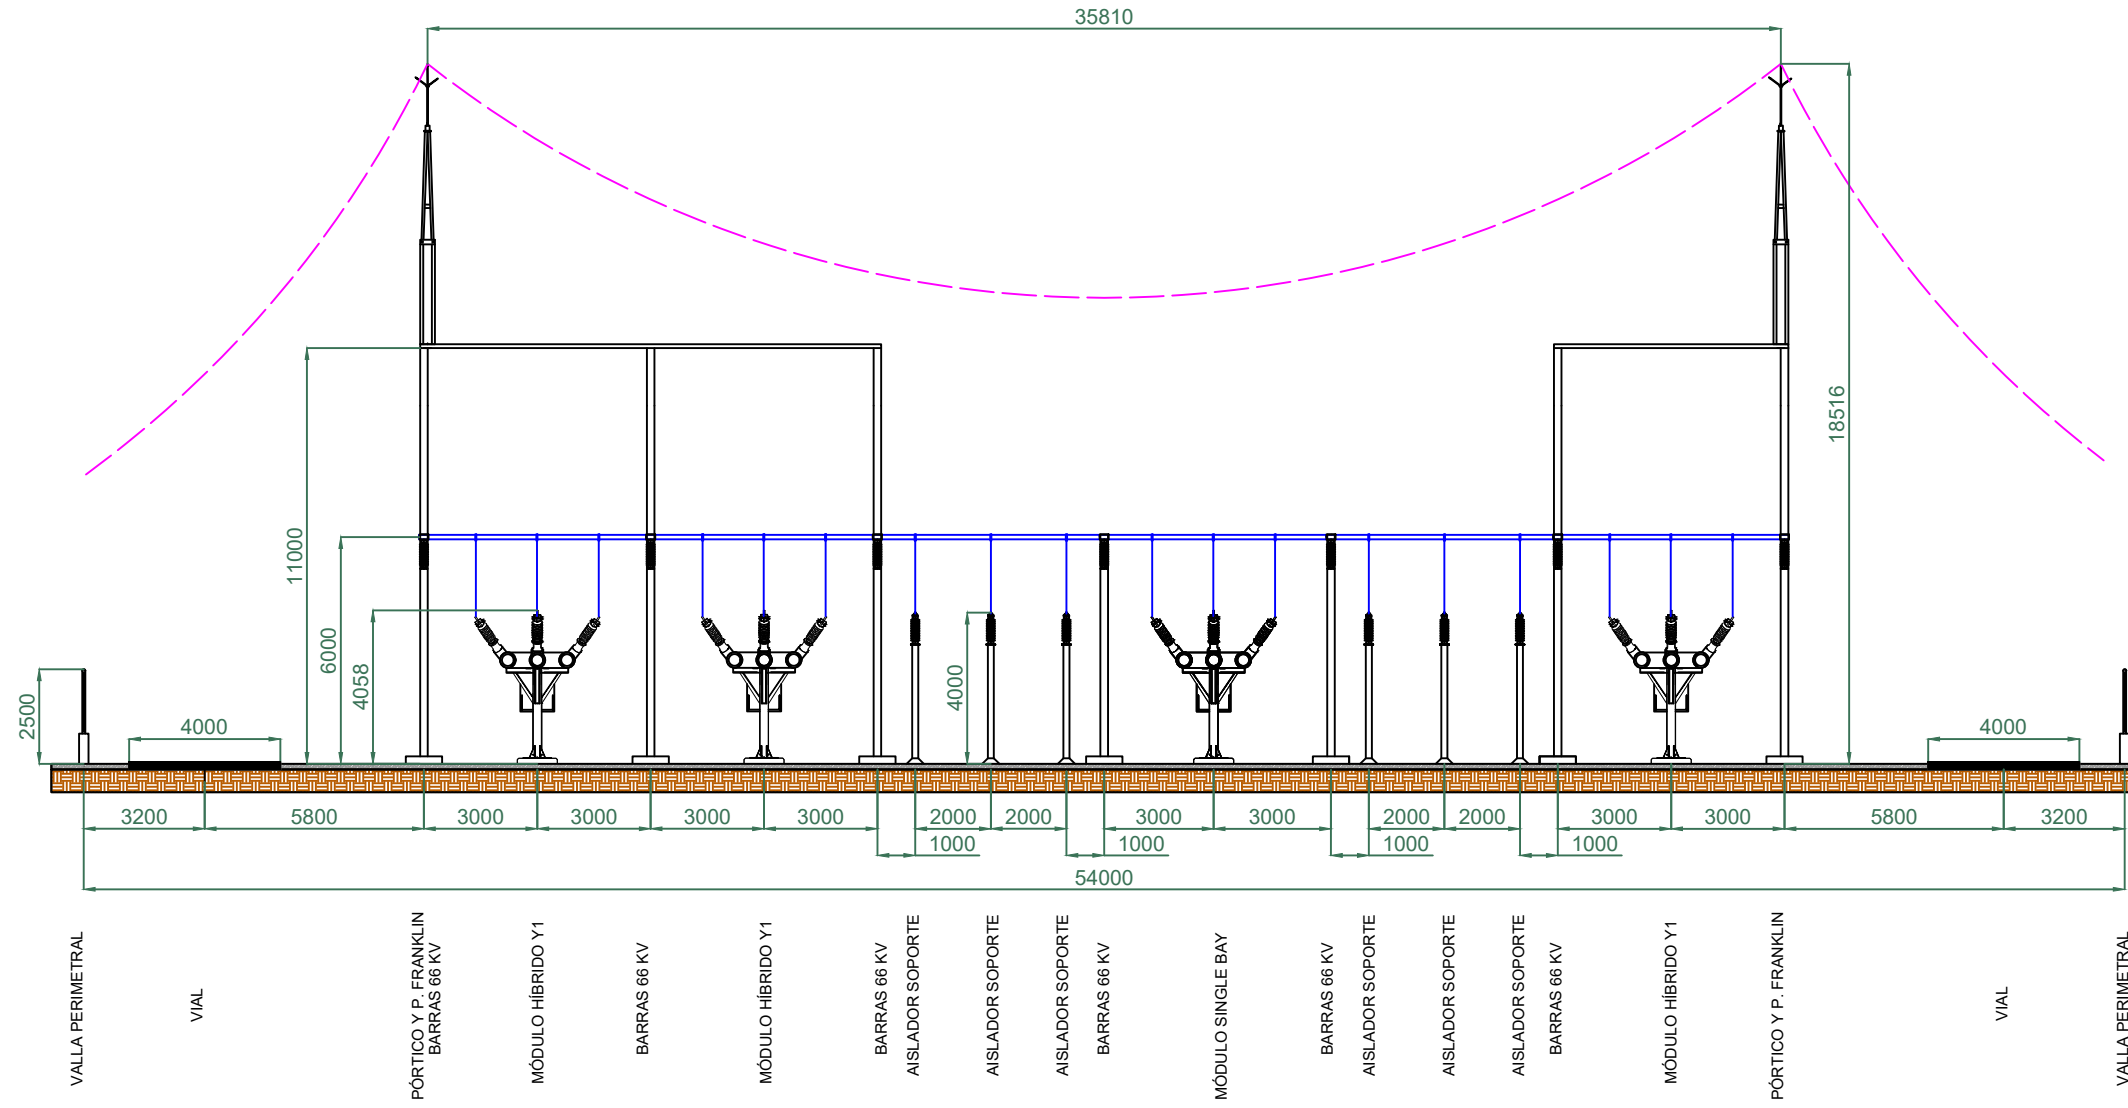 35810
18516
11000
6000
4058
4000
2500
4000
4000
3200
5800
3000
3000
3000
3000
2000
2000
3000
3000
2000
2000
3000
3000
5800
3200
1000
1000
1000
1000
54000
VALLA PERIMETRAL
VIAL
PÓRTICO Y P. FRANKLIN
BARRAS 66 KV
MÓDULO HÍBRIDO Y1
BARRAS 66 KV
MÓDULO HÍBRIDO Y1
BARRAS 66 KV
AISLADOR SOPORTE
AISLADOR SOPORTE
AISLADOR SOPORTE
BARRAS 66 KV
MÓDULO SINGLE BAY
BARRAS 66 KV
AISLADOR SOPORTE
AISLADOR SOPORTE
AISLADOR SOPORTE
BARRAS 66 KV
MÓDULO HÍBRIDO Y1
PÓRTICO Y P. FRANKLIN
VIAL
VALLA PERIMETRAL